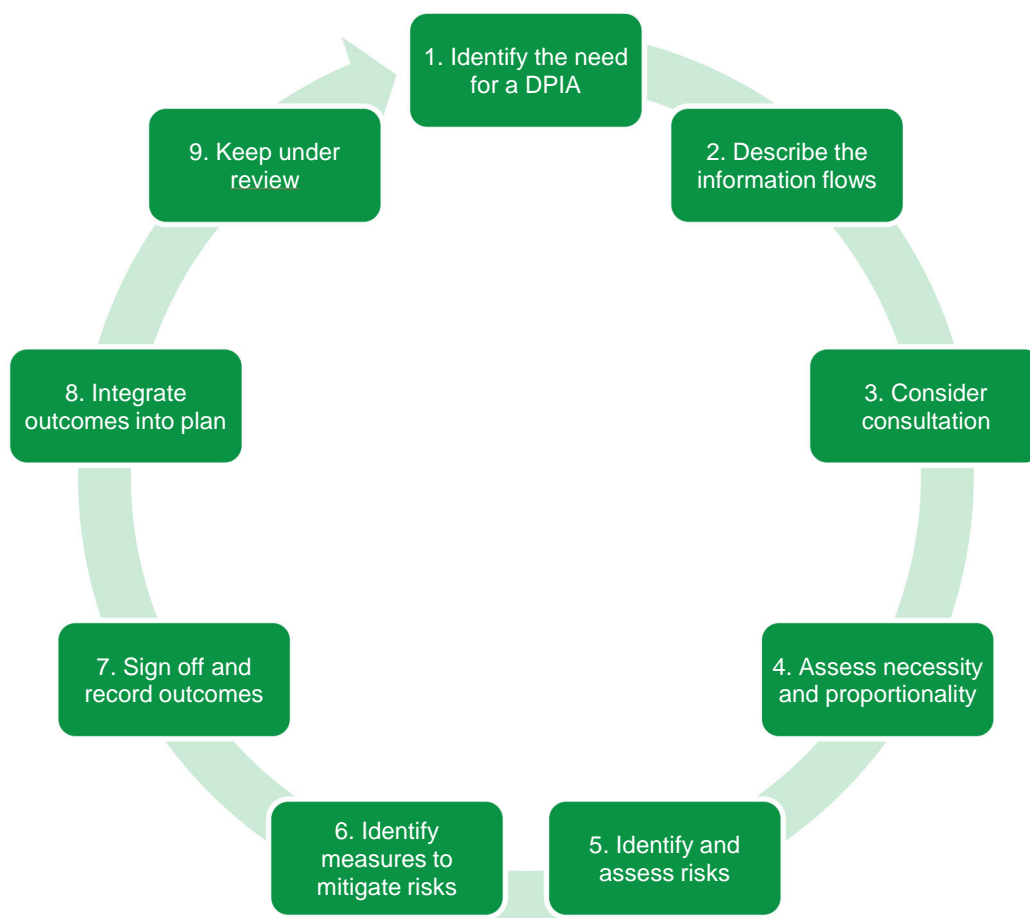 1. Identify the need
for a DPIA
2. Describe the
information flows
3. Consider
consultation
4. Assess necessity
and proportionality
5. Identify and
assess risks
6. Identify
measures to
mitigate risks
7. Sign off and
record outcomes
8. Integrate
outcomes into plan
9. Keep under
review